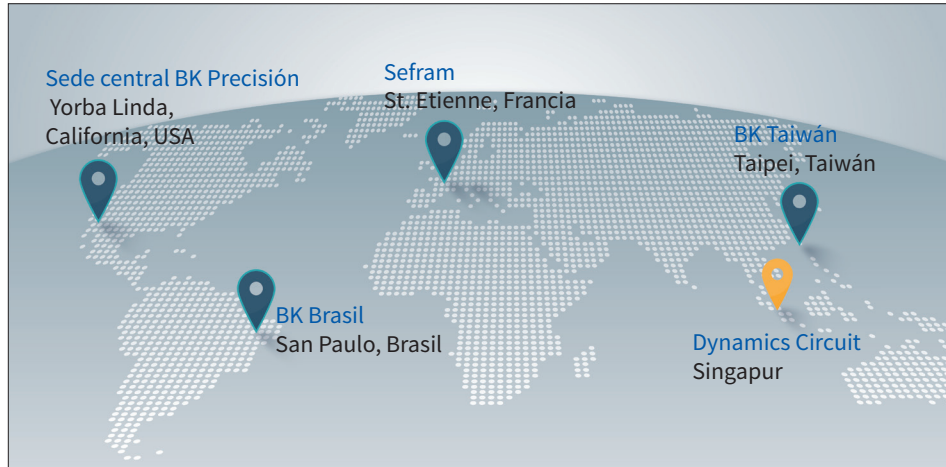 Sede central BK Precisión
Yorba Linda,
California, USA
Sefram
St. Etienne, Francia
BK Taiwán
Taipei, Taiwán
BK Brasil
San Paulo, Brasil
Dynamics Circuit
Singapur